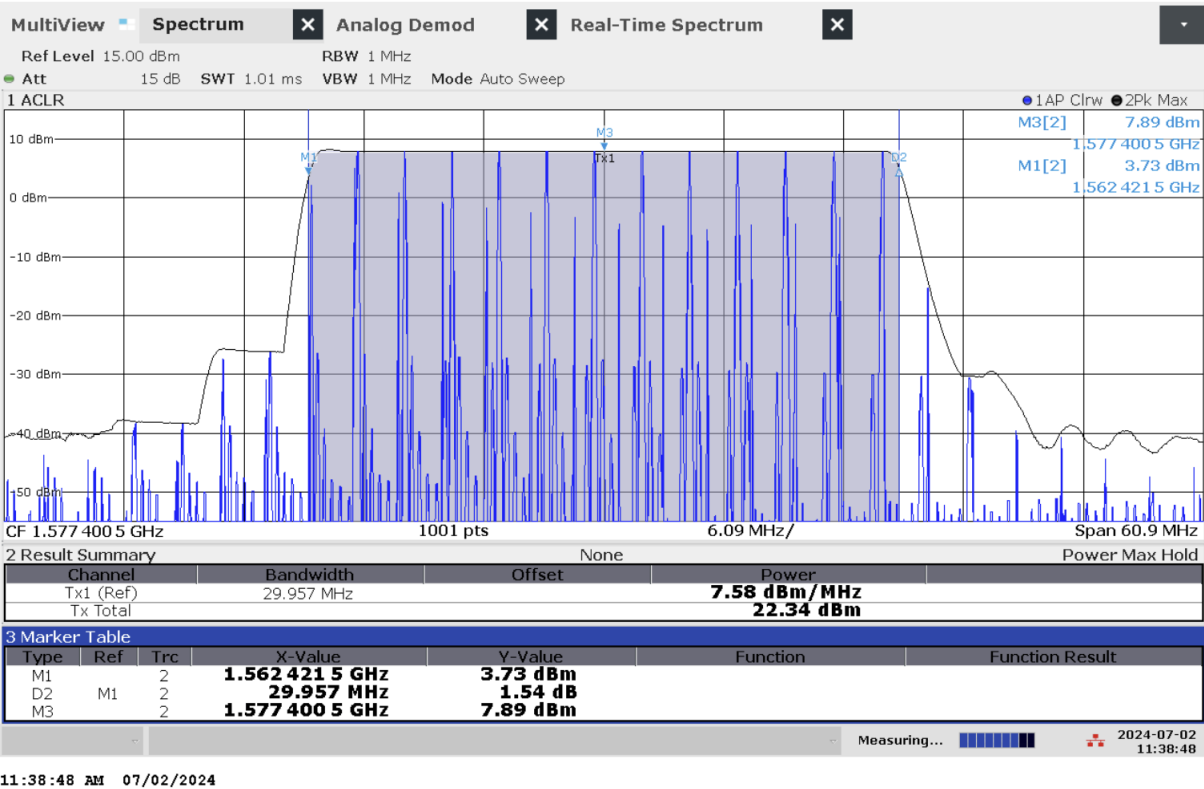 MultiView Spectrum X Analog Demod X Real-Time Spectrum X
Ref Level 15.00 dBm RBW 1 MHz
Att 15 dB SWT 1.01 ms VBW 1 MHz Mode Auto Sweep
1 ACLR 1AP Clrw 2Pk Max
M3[2] 7.89 dBm
1.577 400 5 GHz
M1[2] 3.73 dBm
1.562 421 5 GHz
10 dBm
M3
M1
Tx1
D2
0 dBm
-10 dBm
-20 dBm
-30 dBm
-40 dBm
-50 dBm
CF 1.577 400 5 GHz 1001 pts 6.09 MHz/ Span 60.9 MHz
2 Result Summary None Power Max Hold
Channel Bandwidth Offset Power
Tx1 (Ref) 29.957 MHz 7.58 dBm/MHz
Tx Total 22.34 dBm
3 Marker Table
Type Ref Trc X-Value Y-Value Function Function Result
M1 2 1.562 421 5 GHz 3.73 dBm
D2 M1 2 29.957 MHz 1.54 dB
M3 2 1.577 400 5 GHz 7.89 dBm
Measuring... 2024-07-02
11:38:48
11:38:48 AM 07/02/2024